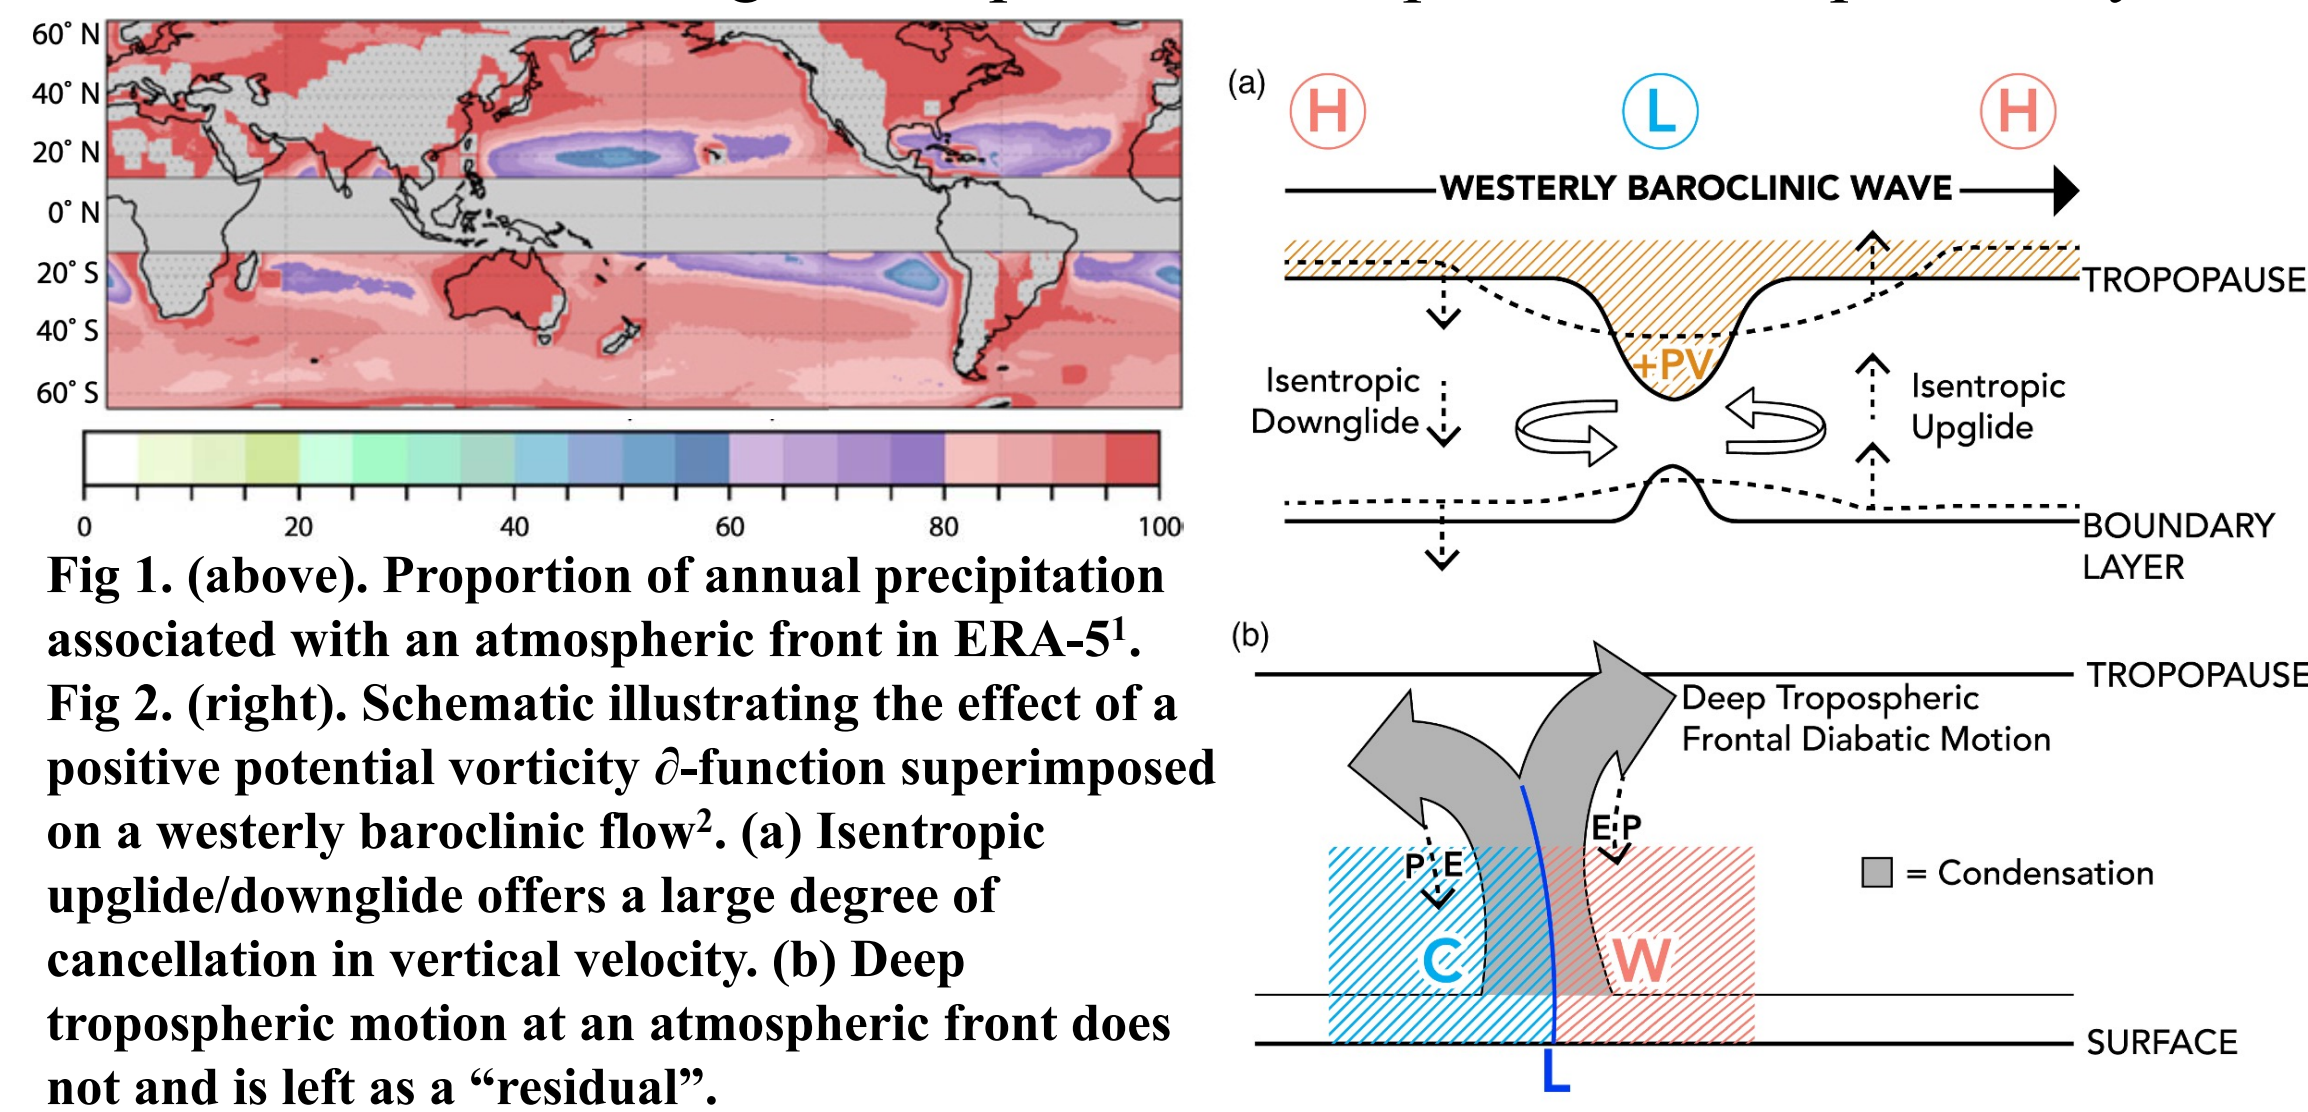 60° N
40° N
20° N
0° N
20° S
40° S
60° S
0
20
40
60
80
100
Fig 1. (above). Proportion of annual precipitation
associated with an atmospheric front in ERA-5¹.
Fig 2. (right). Schematic illustrating the effect of a
positive potential vorticity ∂-function superimposed
on a westerly baroclinic flow². (a) Isentropic
upglide/downglide offers a large degree of
cancellation in vertical velocity. (b) Deep
tropospheric motion at an atmospheric front does
not and is left as a “residual”.
(a)
H
L
H
WESTERLY BAROCLINIC WAVE
TROPOPAUSE
+PV
Isentropic
Downglide
Isentropic
Upglide
BOUNDARY
LAYER
(b)
TROPOPAUSE
Deep Tropospheric
Frontal Diabatic Motion
E P
P E
= Condensation
C
W
SURFACE
L